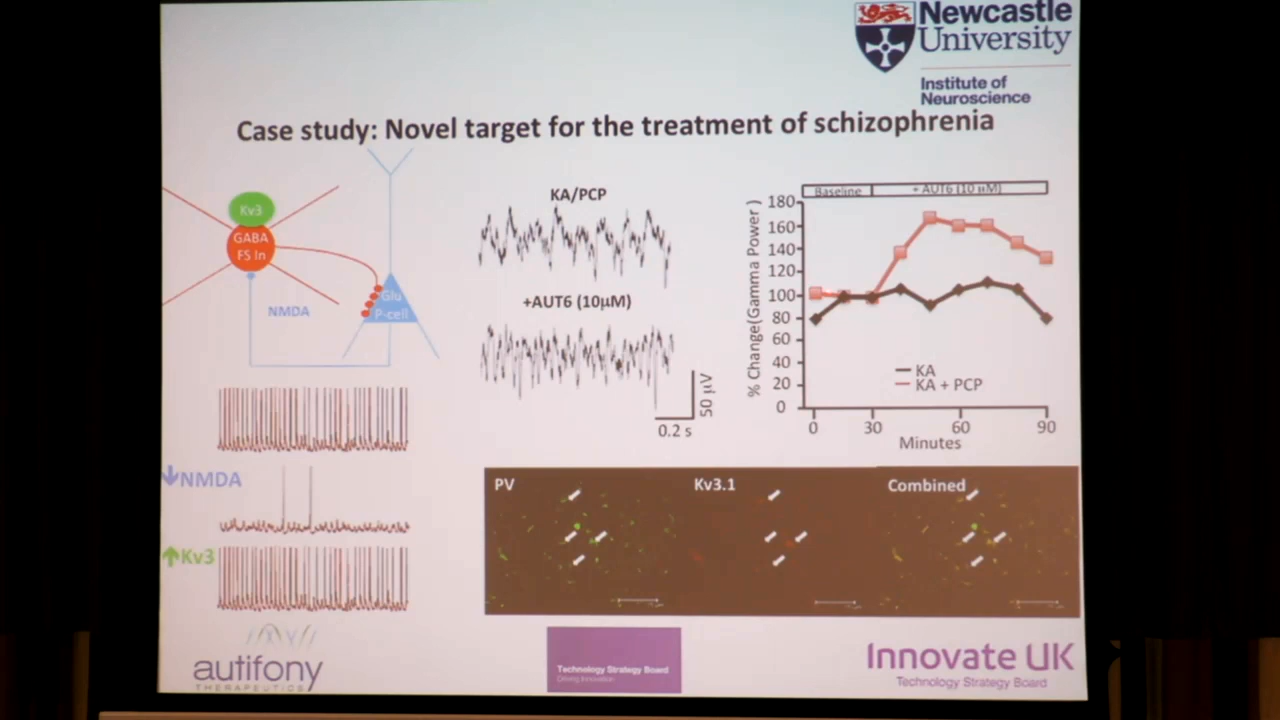 Newcastle
University
Institute of
Neuroscience
Case study: Novel target for the treatment of schizophrenia
Kv3
GABA
FS In
NMDA
Glu
P-cell
KA/PCP
+AUT6 (10µM)
50 µV
0.2 s
Baseline
+ AUT6 (10 µM)
% Change(Gamma Power )
180
160
140
120
100
80
60
40
20
0
KA
KA + PCP
0
30
60
90
Minutes
NMDA
Kv3
PV
Kv3.1
Combined
autifony
THERAPEUTICS
Technology Strategy Board
Driving Innovation
Innovate UK
Technology Strategy Board